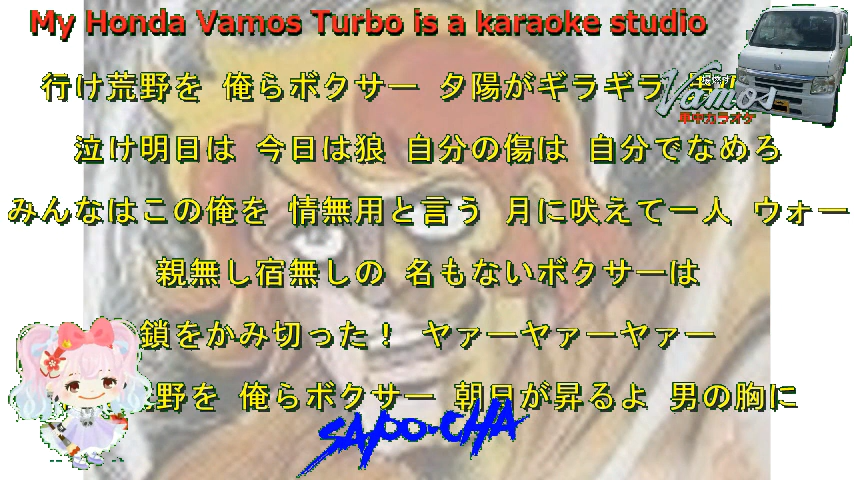 My Honda Vamos Turbo is a karaoke studio
行け荒野を 俺らボクサー 夕陽がギラギラ
Vamos
車中カラオケ
泣け明日は 今日は狼 自分の傷は 自分でなめろ
みんなはこの俺を 情無用と言う 月に吠えて一人 ウォー
親無し宿無しの 名もないボクサーは
鎖をかみ切った! ヤァーヤァーヤァー
野を 俺らボクサー 朝日が昇るよ 男の胸に
SAPO-CHA